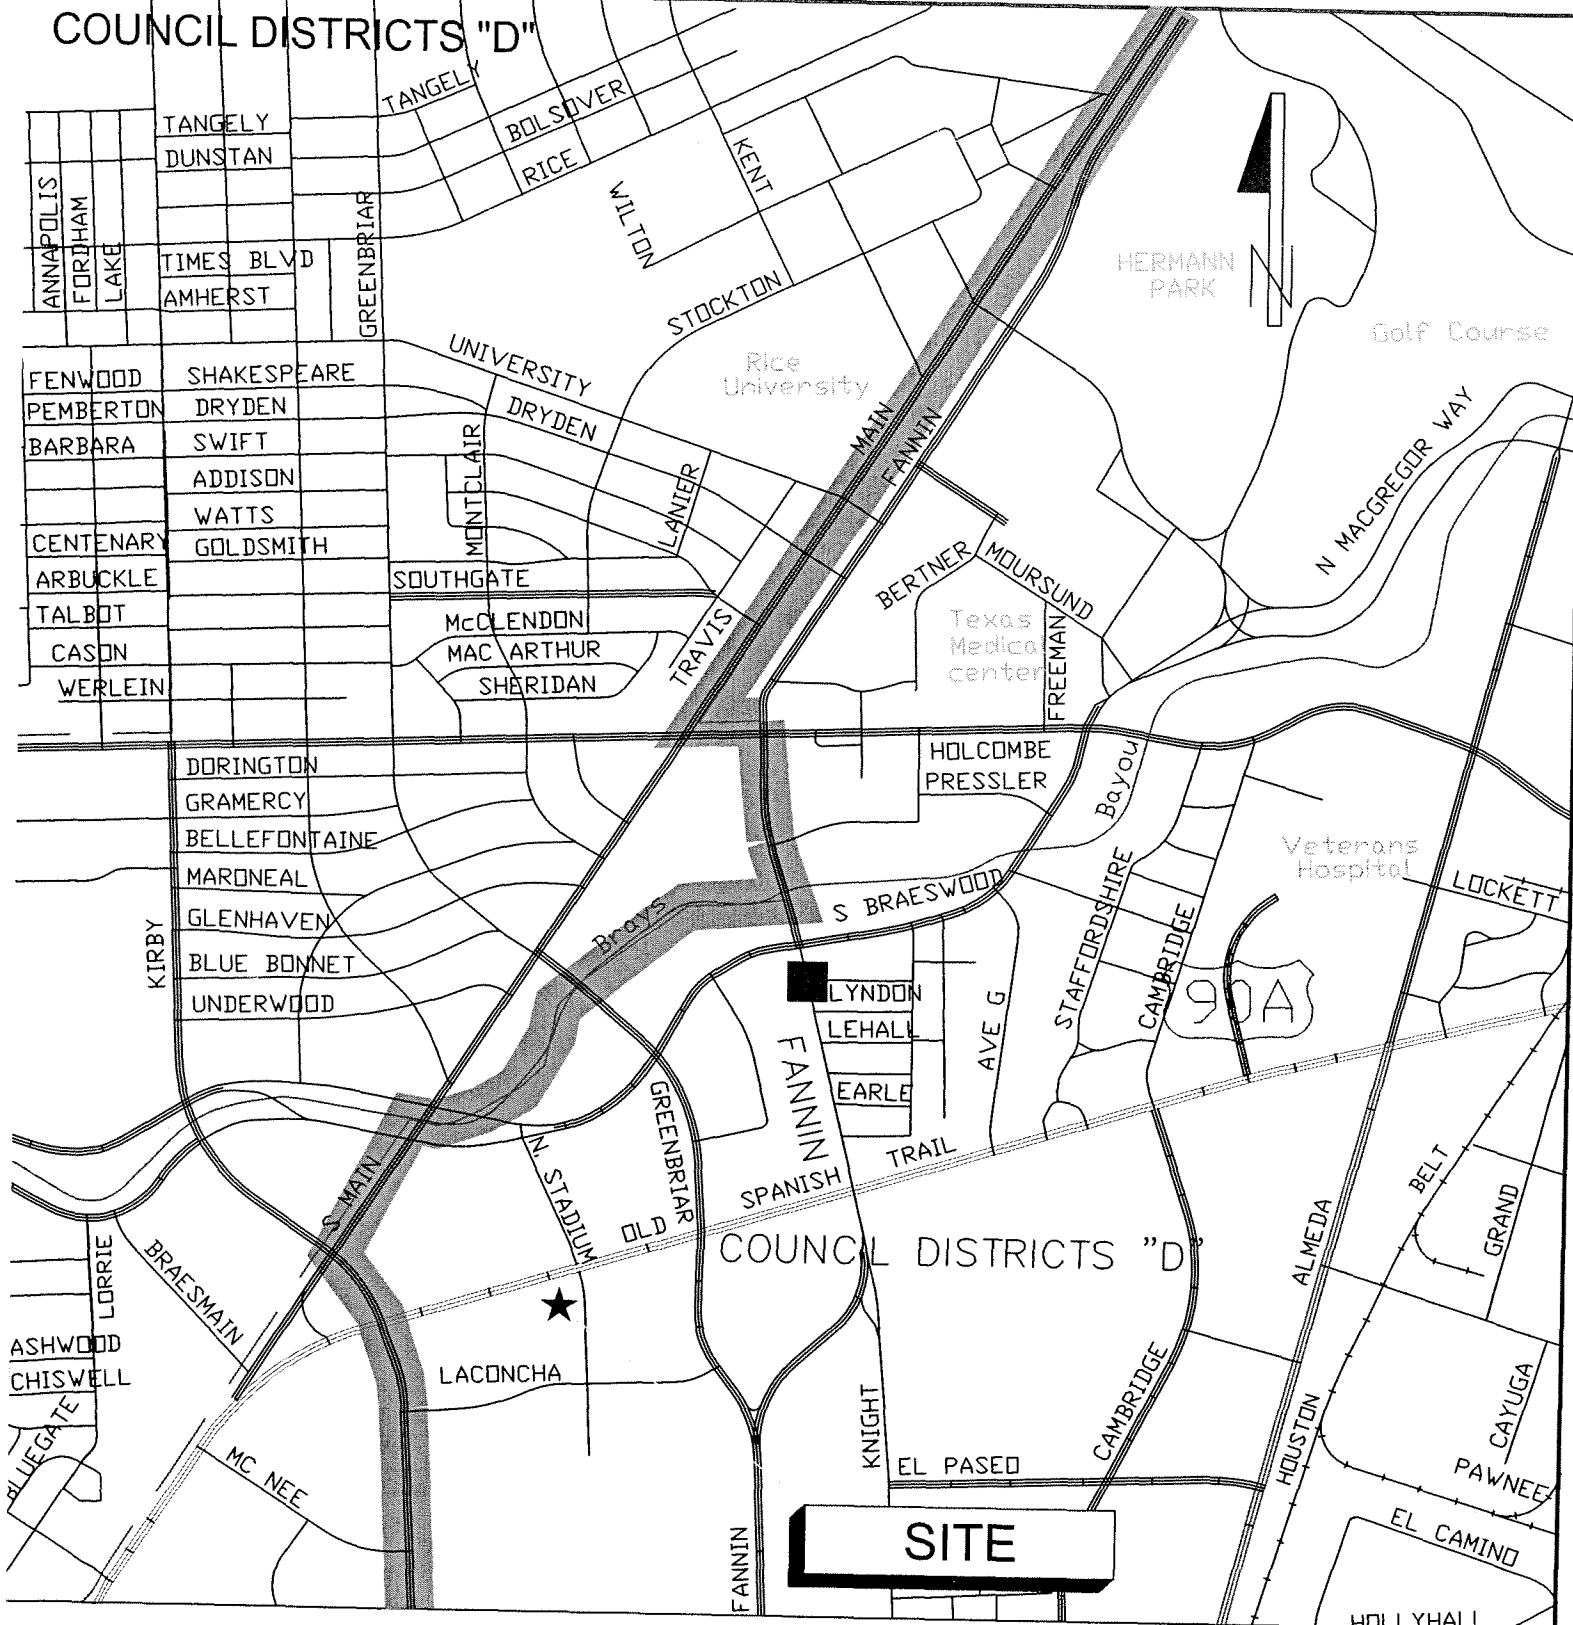 COUNCIL DISTRICTS "D"
TANGELY
TANGELY
DUNSTAN
BOLSOVER
RICE
KENT
WILTON
ANNAPOLIS
FORDHAM
LAKE
GREENBRIAR
TIMES BLVD
AMHERST
STOCKTON
HERMANN
PARK
N
Golf Course
UNIVERSITY
Rice
University
FENWOOD
SHAKESPEARE
PEMBERTON
DRYDEN
DRYDEN
BARBARA
SWIFT
ADDISON
WATTS
CENTENARY
GOLDSMITH
ARBUCKLE
TALBOT
CASON
WERLEIN
MONTCLAIR
LANIER
MAIN
FANNIN
N MACGREGOR WAY
SOUTHGATE
McCLENDON
MAC ARTHUR
SHERIDAN
TRAVIS
BERTNER
MOURSUND
Texas
Medical
center
FREEMAN
DORINGTON
GRAMERCY
BELLEFONTAINE
MARONEAL
GLENHAVEN
BLUE BONNET
UNDERWOOD
KIRBY
HOLCOMBE
PRESSLER
Bayou
Veterans
Hospital
LOCKETT
Brays
S BRAESWOOD
STAFFORDSHIRE
CAMBRIDGE
90A
LYNDON
LEHALL
EARLE
AVE G
FANNIN
GREENBRIAR
N. STADIUM
S MAIN
OLD
SPANISH
TRAIL
COUNCIL DISTRICTS "D"
BELT
GRAND
ALMEDA
LORRIE
BRAESMAIN
ASHWOOD
CHISWELL
BLUEGATE
LACONCHA
MC NEE
KNIGHT
CAMBRIDGE
HOUSTON
CAYUGA
PAWNEE
EL PASEO
EL CAMINO
SITE
FANNIN
HOLLYHALL